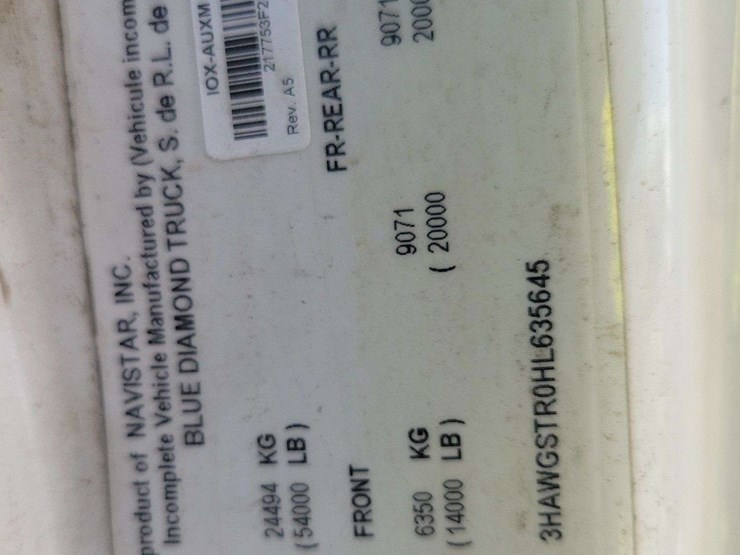 product of NAVISTAR, INC.
Incomplete Vehicle Manufactured by (Vehicule incom
BLUE DIAMOND TRUCK, S. de R.L. de
IOX-AUXM
217753F2
Rev. A5
24494 KG
(54000 LB)
FRONT FR-REAR-RR
6350 KG 9071 9071
(14000 LB) (20000 2000
3HAWGSTR0HL635645